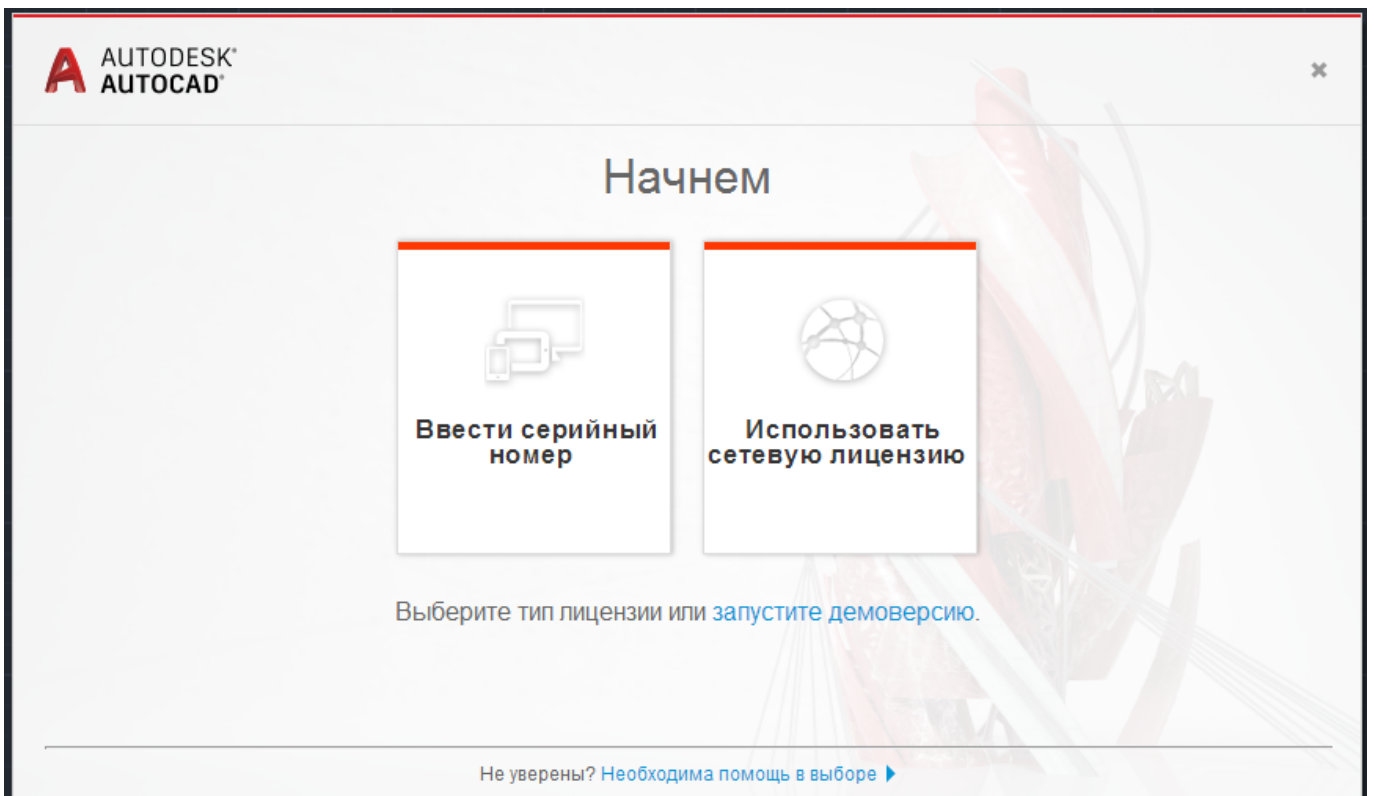 AUTODESK®
AUTOCAD®
Начнем
Ввести серийный
номер
Использовать
сетевую лицензию
Выберите тип лицензии или запустите демоверсию.
Не уверены? Необходима помощь в выборе